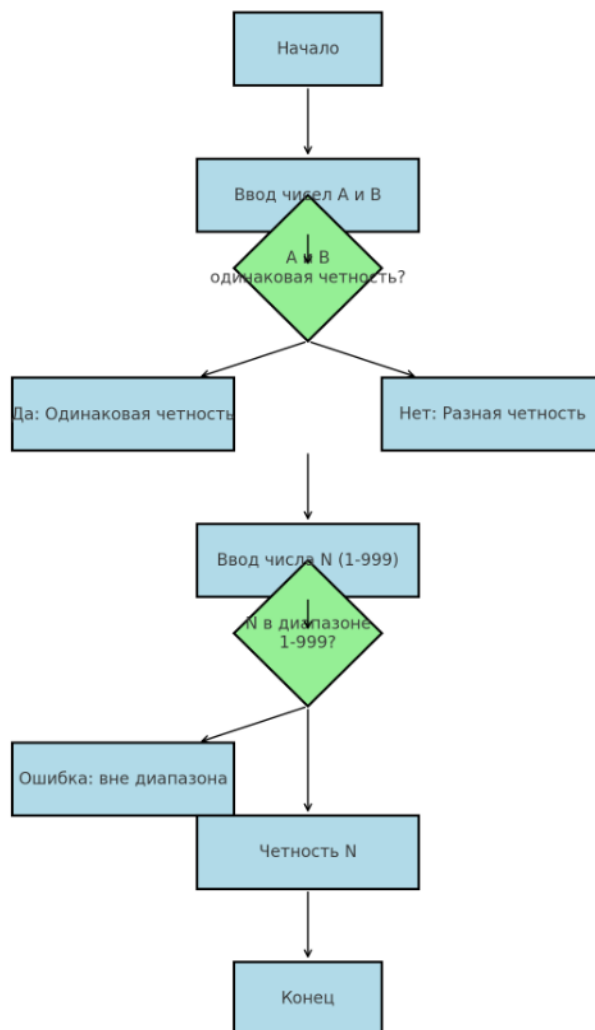 Начало
Ввод чисел A и B
A и B
одинаковая четность?
Да: Одинаковая четность
Нет: Разная четность
Ввод числа N (1-999)
N в диапазоне
1-999?
Ошибка: вне диапазона
Четность N
Конец